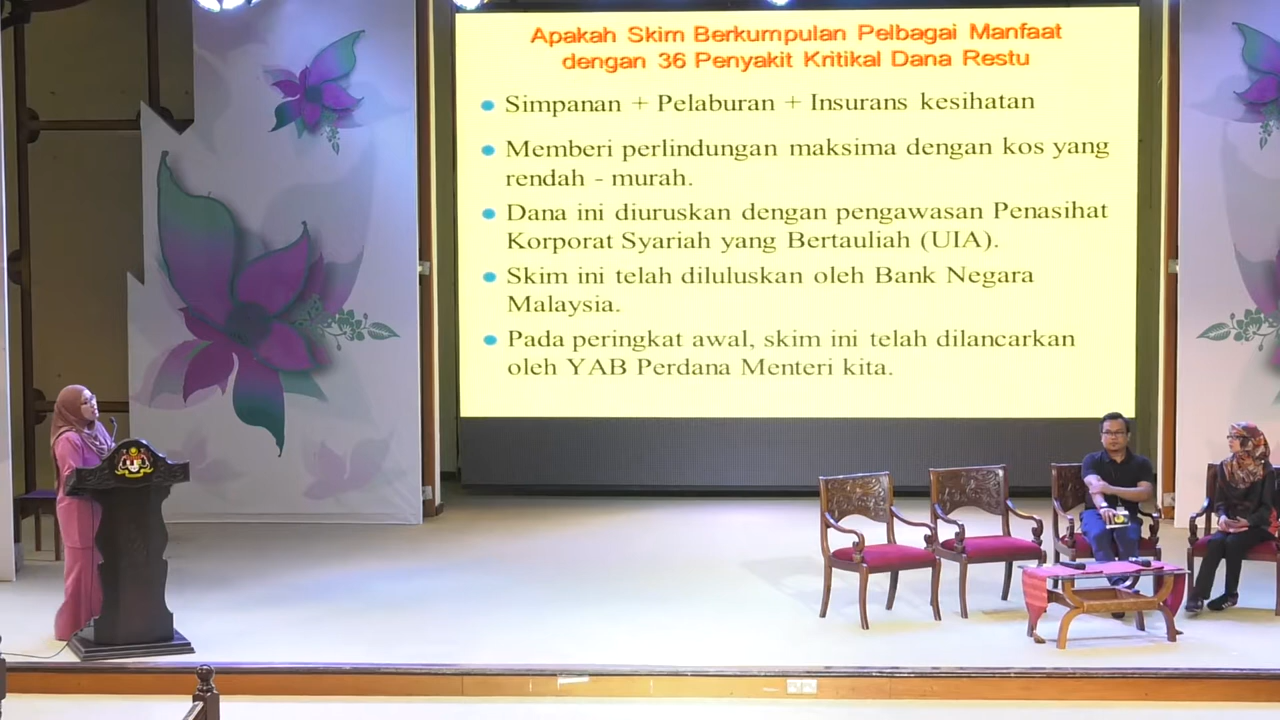 Apakah Skim Berkumpulan Pelbagai Manfaat
dengan 36 Penyakit Kritikal Dana Restu
Simpanan + Pelaburan + Insurans kesihatan
Memberi perlindungan maksima dengan kos yang
rendah - murah.
Dana ini diuruskan dengan pengawasan Penasihat
Korporat Syariah yang Bertauliah (UIA).
Skim ini telah diluluskan oleh Bank Negara
Malaysia.
Pada peringkat awal, skim ini telah dilancarkan
oleh YAB Perdana Menteri kita.